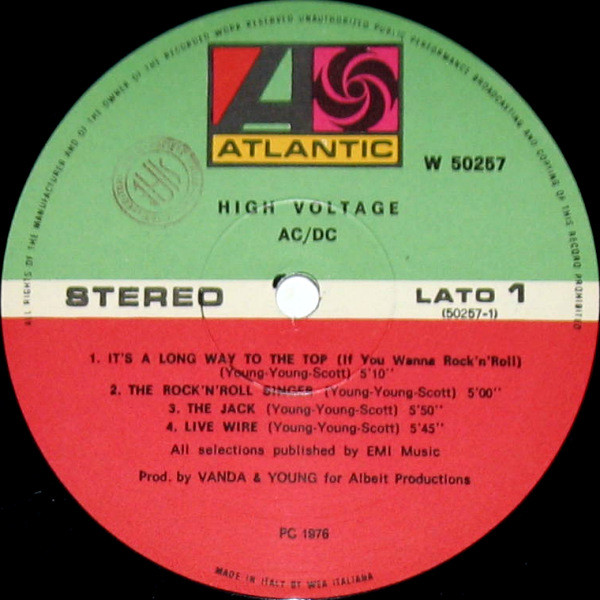 ALL RIGHTS OF THE MANUFACTURER AND OF THE OWNER OF THE RECORDED WORK RESERVED UNAUTHORIZED PUBLIC PERFORMANCE BROADCASTING AND COPYING OF THIS RECORD PROHIBITED
ATLANTIC
W 50257
HIGH VOLTAGE
AC/DC
STEREO
LATO 1
(50257-1)
1. IT'S A LONG WAY TO THE TOP (If You Wanna Rock'n'Roll)
(Young-Young-Scott) 5'10''
2. THE ROCK'N'ROLL SINGER (Young-Young-Scott) 5'00''
3. THE JACK (Young-Young-Scott) 5'50''
4. LIVE WIRE (Young-Young-Scott) 5'45''
All selections published by EMI Music
Prod. by VANDA & YOUNG for Albeit Productions
PC 1976
MADE IN ITALY BY WEA ITALIANA